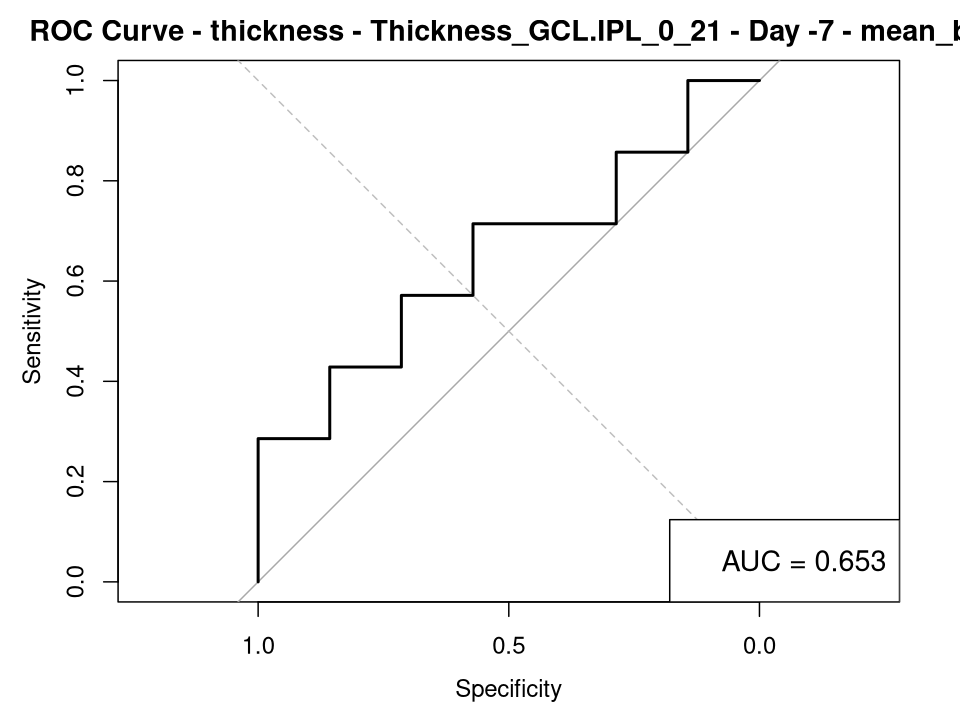 ROC Curve - thickness - Thickness_GCL.IPL_0_21 - Day -7 - mean_b
1.0
0.8
0.6
0.4
0.2
0.0
Sensitivity
AUC = 0.653
1.0 0.5 0.0
Specificity